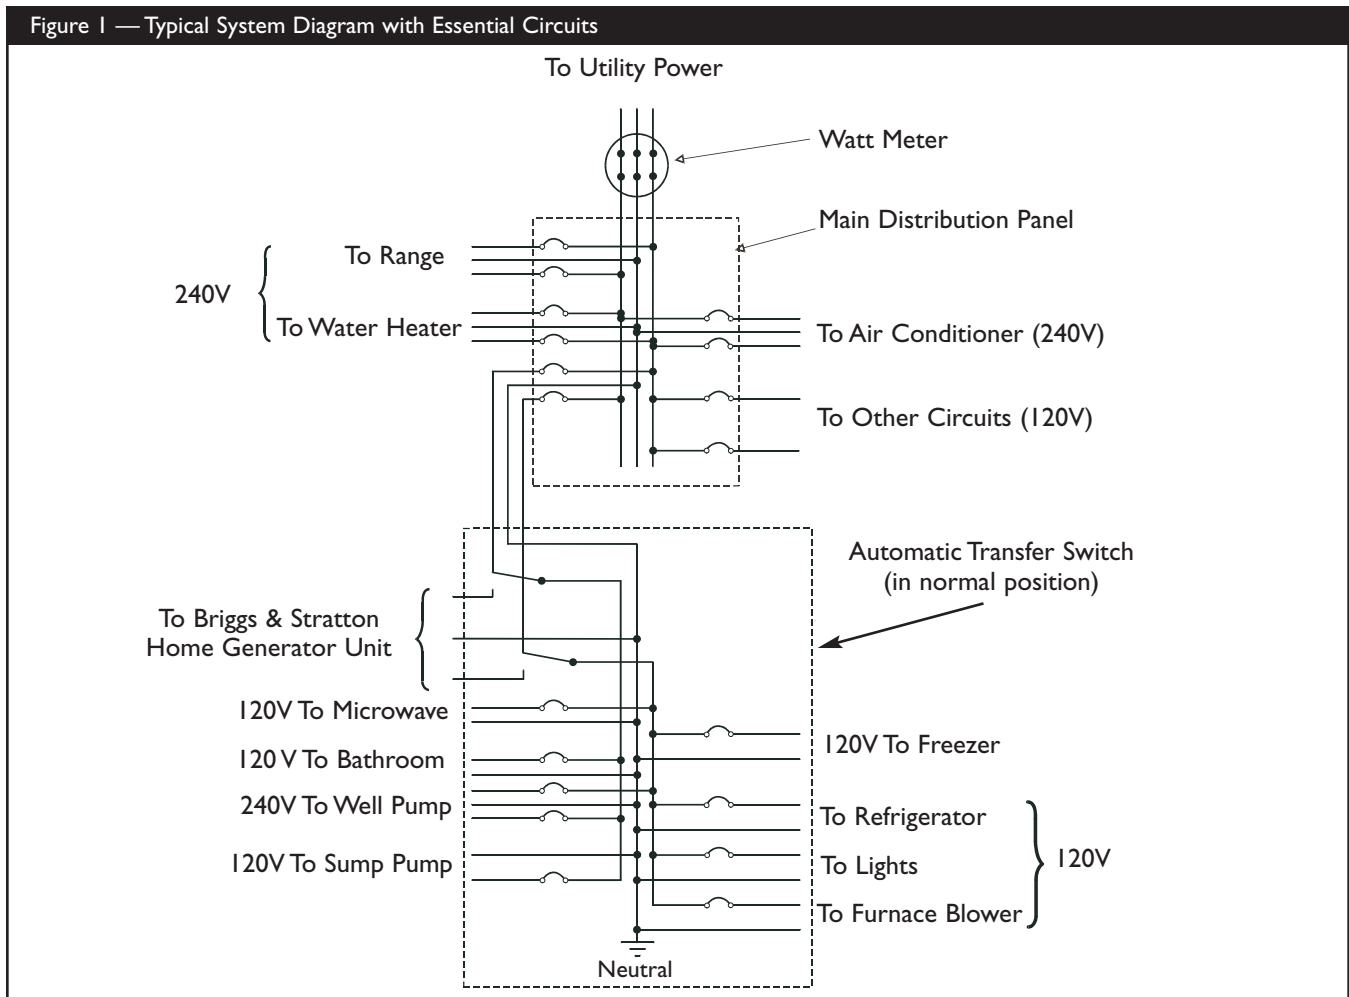 Figure 1 — Typical System Diagram with Essential Circuits
To Utility Power
Watt Meter
Main Distribution Panel
To Range
240V
To Water Heater
To Air Conditioner (240V)
To Other Circuits (120V)
Automatic Transfer Switch
(in normal position)
To Briggs & Stratton
Home Generator Unit
120V To Microwave
120V To Freezer
120 V To Bathroom
240V To Well Pump
To Refrigerator
120V To Sump Pump
To Lights
120V
To Furnace Blower
Neutral